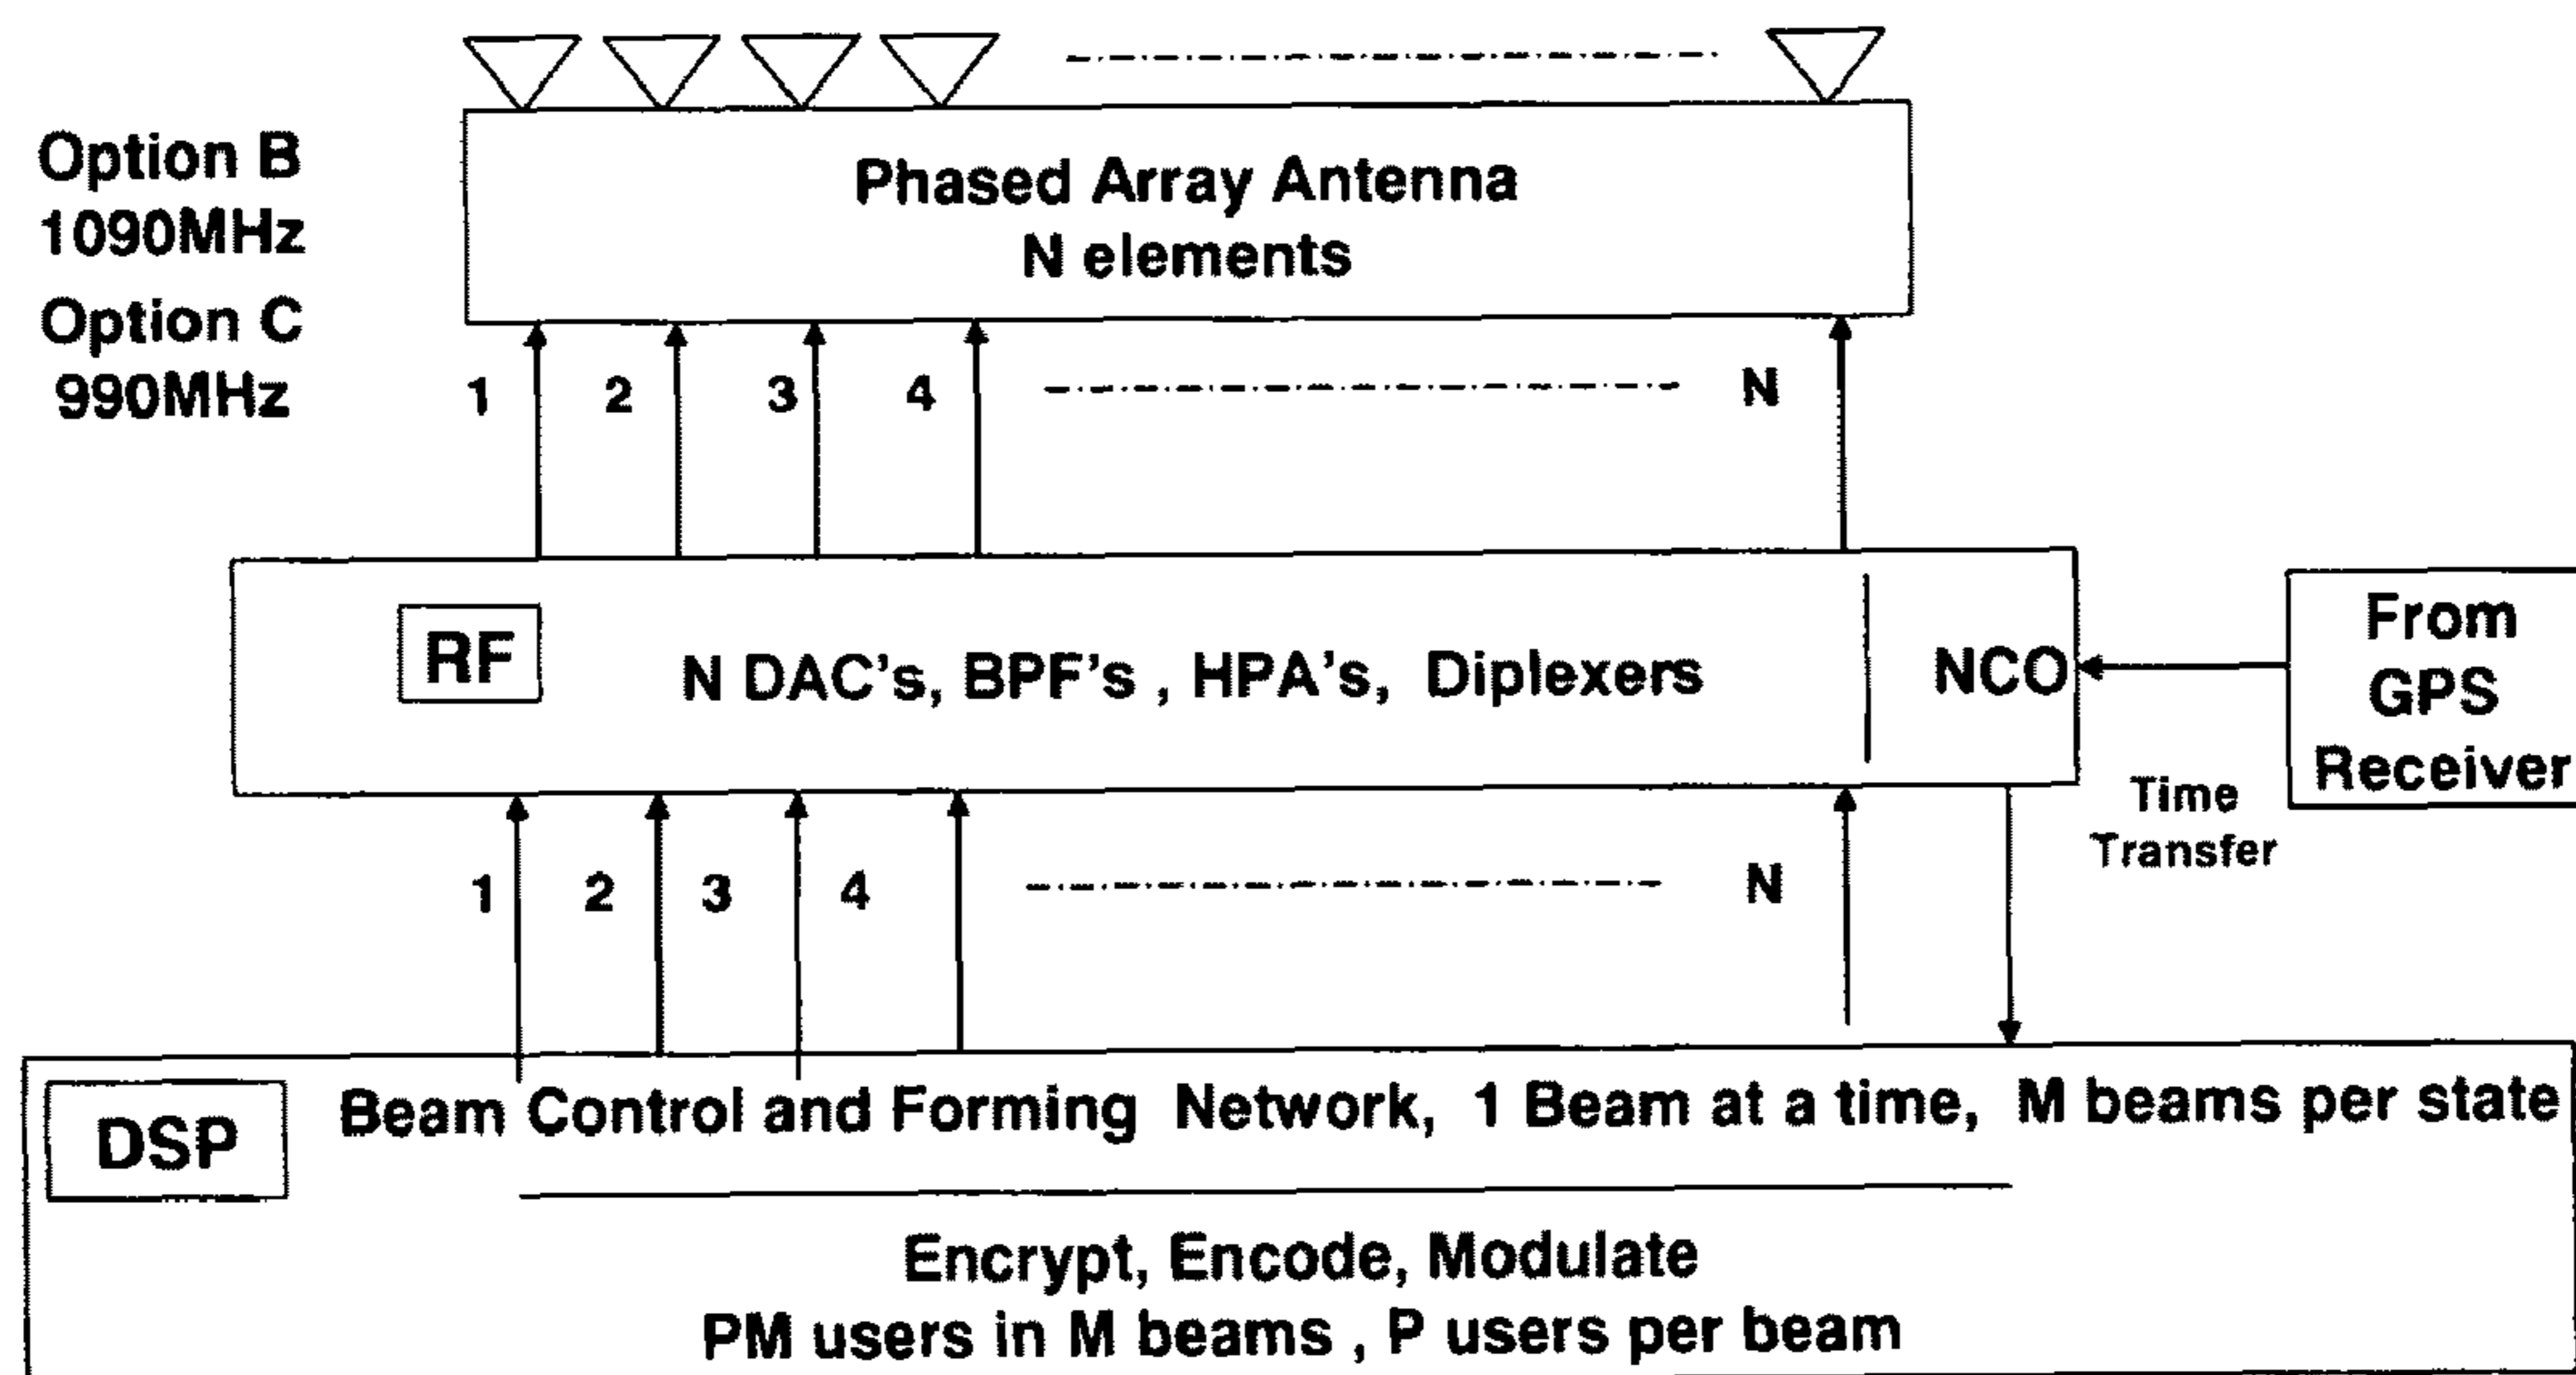 Option B
1090MHz
Option C
990MHz
Phased Array Antenna
N elements
1 2 3 4 N
RF
N DAC's, BPF's , HPA's, Diplexers
NCO
From
GPS
Receiver
Time
Transfer
1 2 3 4 N
DSP
Beam Control and Forming Network, 1 Beam at a time, M beams per state
Encrypt, Encode, Modulate
PM users in M beams , P users per beam